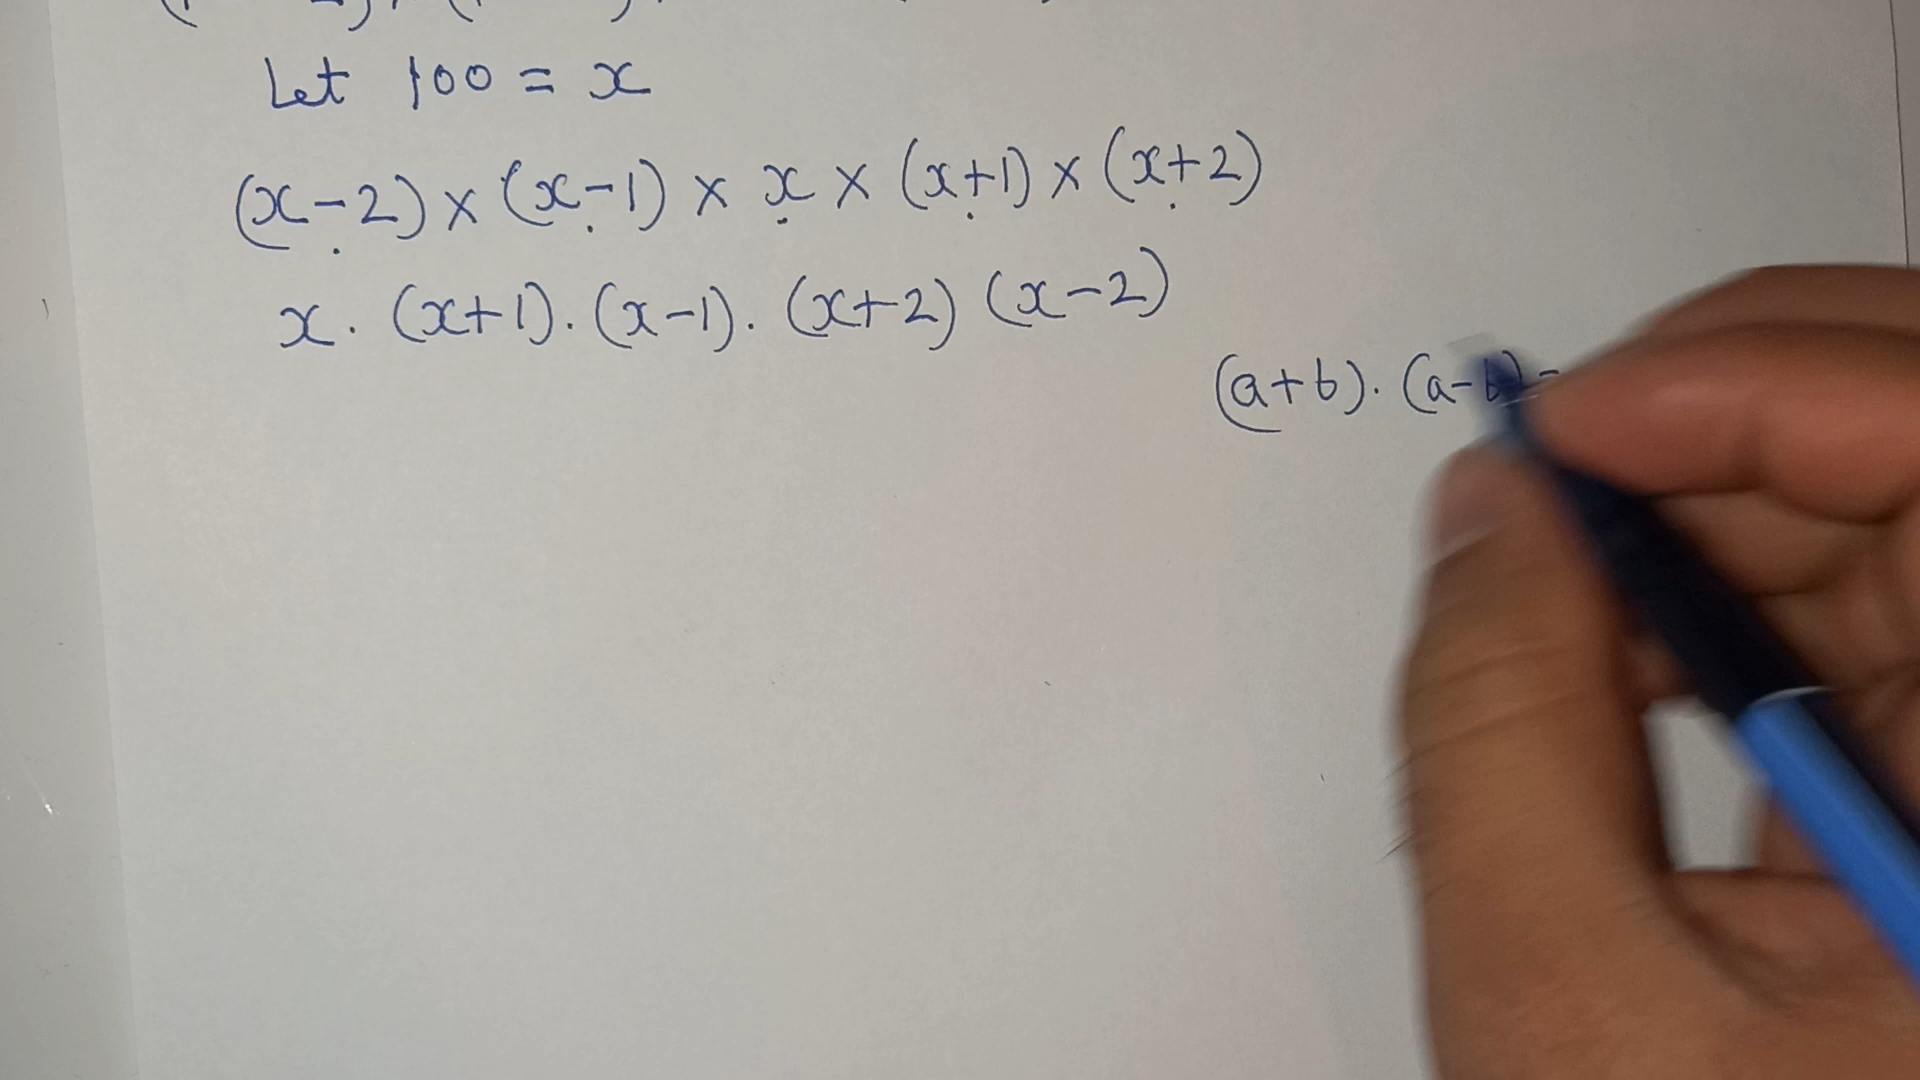 Let 100 = x
(x-2) × (x-1) × x × (x+1) × (x+2)
x · (x+1) · (x-1) · (x+2) (x-2)
(a+b) · (a-b) =